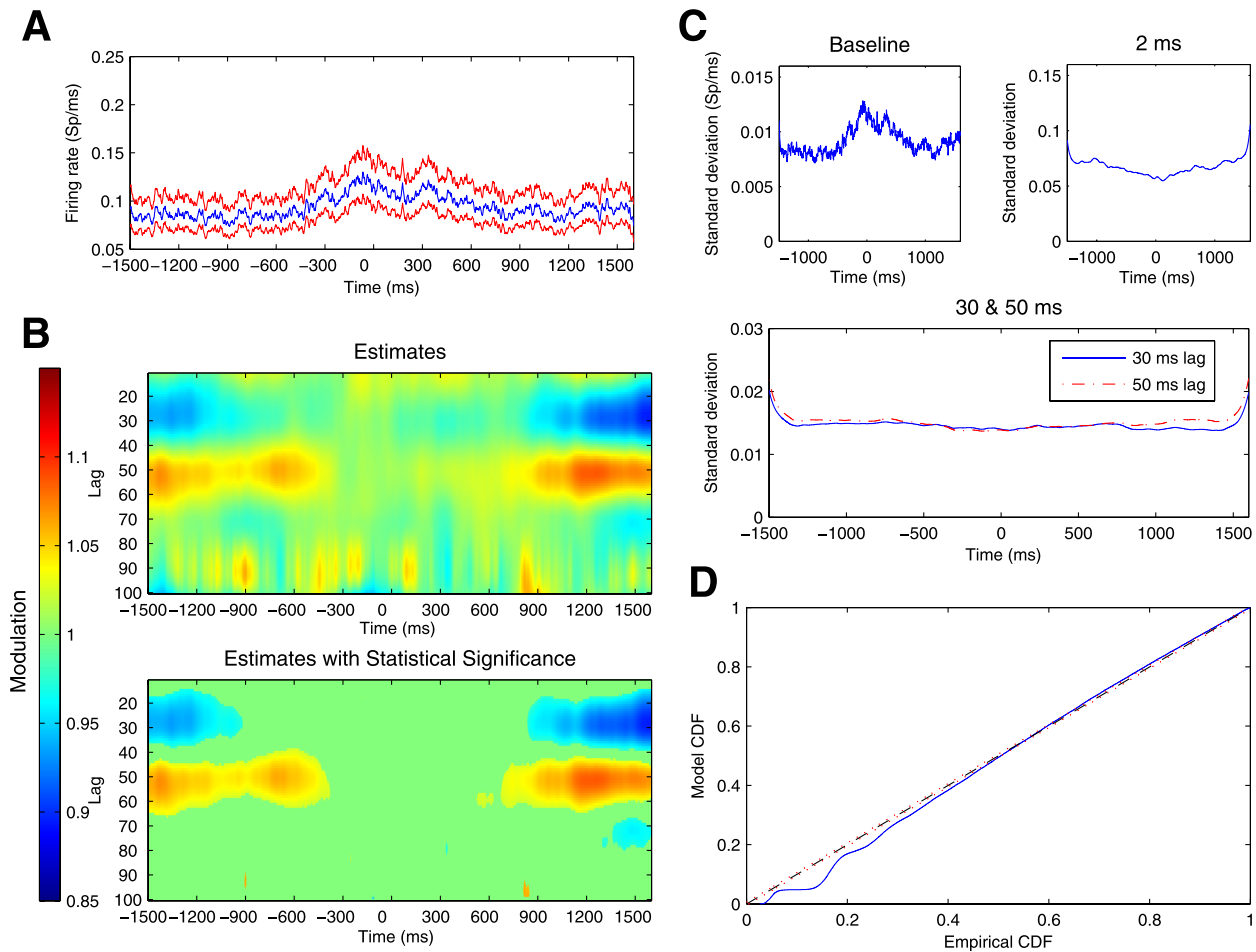 A
0.25
0.2
0.15
0.1
0.05
Firing rate (Sp/ms)
−1500 −1200 −900 −600 −300 0 300 600 900 1200 1500
Time (ms)
B
Modulation
1.1
1.05
1
0.95
0.9
0.85
Estimates
Lag
20
30
40
50
60
70
80
90
100
−1500 −1200 −900 −600 −300 0 300 600 900 1200 1500
Time (ms)
Estimates with Statistical Significance
Lag
20
30
40
50
60
70
80
90
100
−1500 −1200 −900 −600 −300 0 300 600 900 1200 1500
Time (ms)
C
Baseline
Standard deviation (Sp/ms)
0.015
0.01
0.005
0
−1000 0 1000
Time (ms)
2 ms
Standard deviation
0.15
0.1
0.05
0
−1000 0 1000
Time (ms)
30 & 50 ms
Standard deviation
0.03
0.02
0.01
0
30 ms lag
50 ms lag
−1500 −1000 −500 0 500 1000 1500
Time (ms)
D
Model CDF
1
0.8
0.6
0.4
0.2
0
0 0.2 0.4 0.6 0.8 1
Empirical CDF